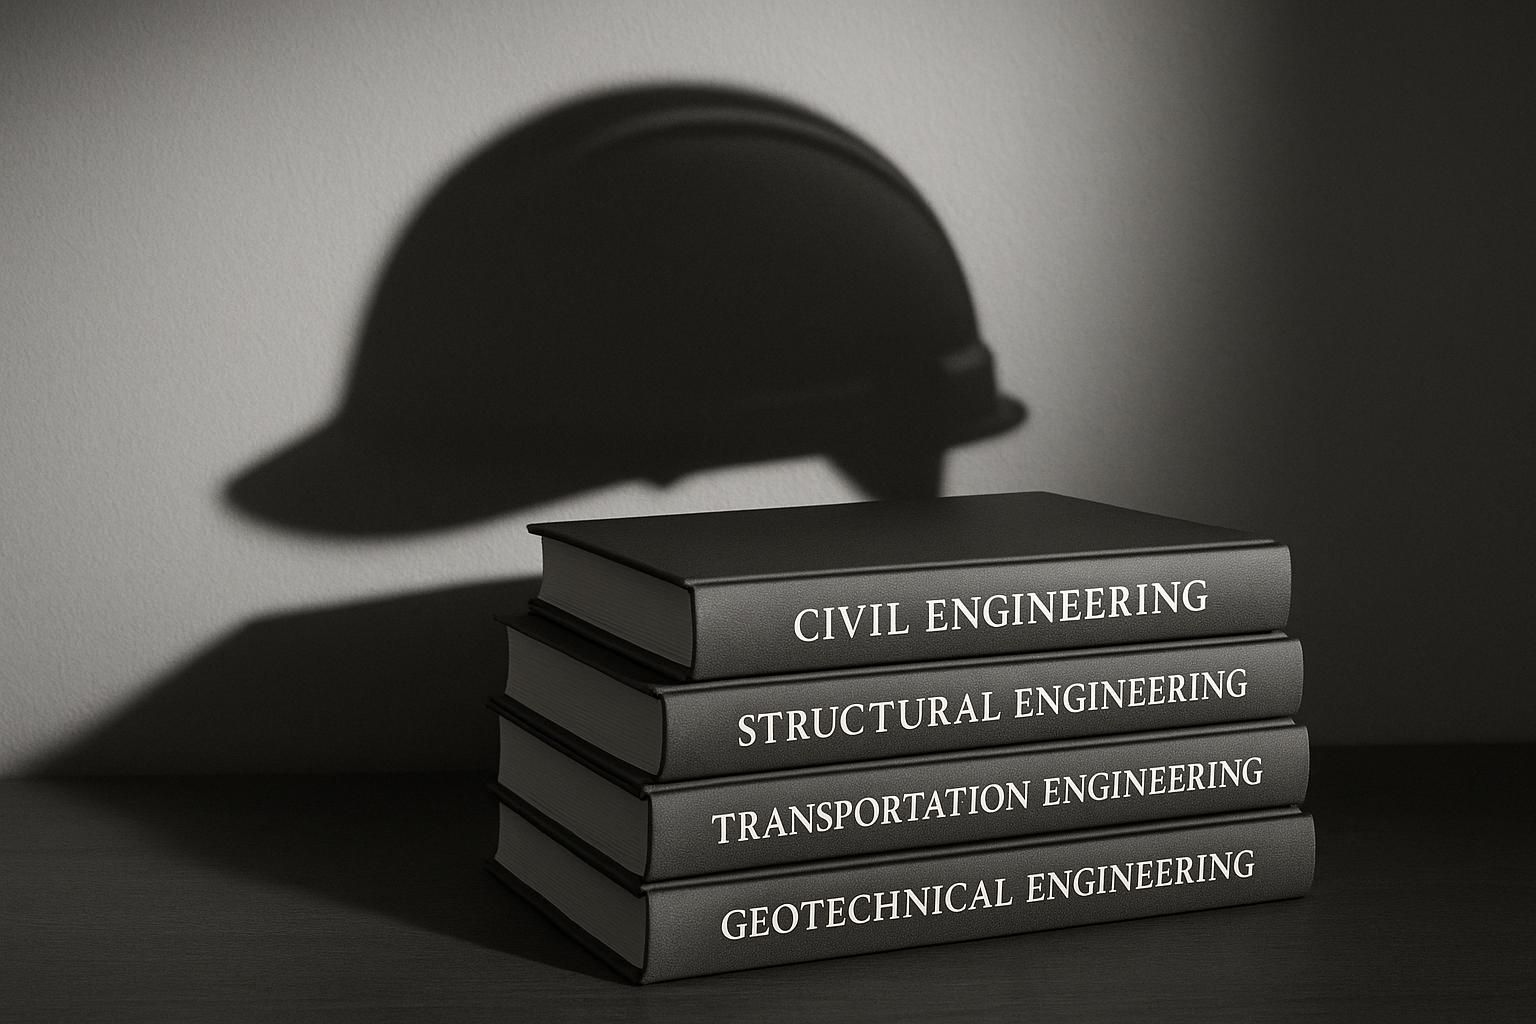 CIVIL ENGINEERING
STRUCTURAL ENGINEERING
TRANSPORTATION ENGINEERING
GEOTECHNICAL ENGINEERING